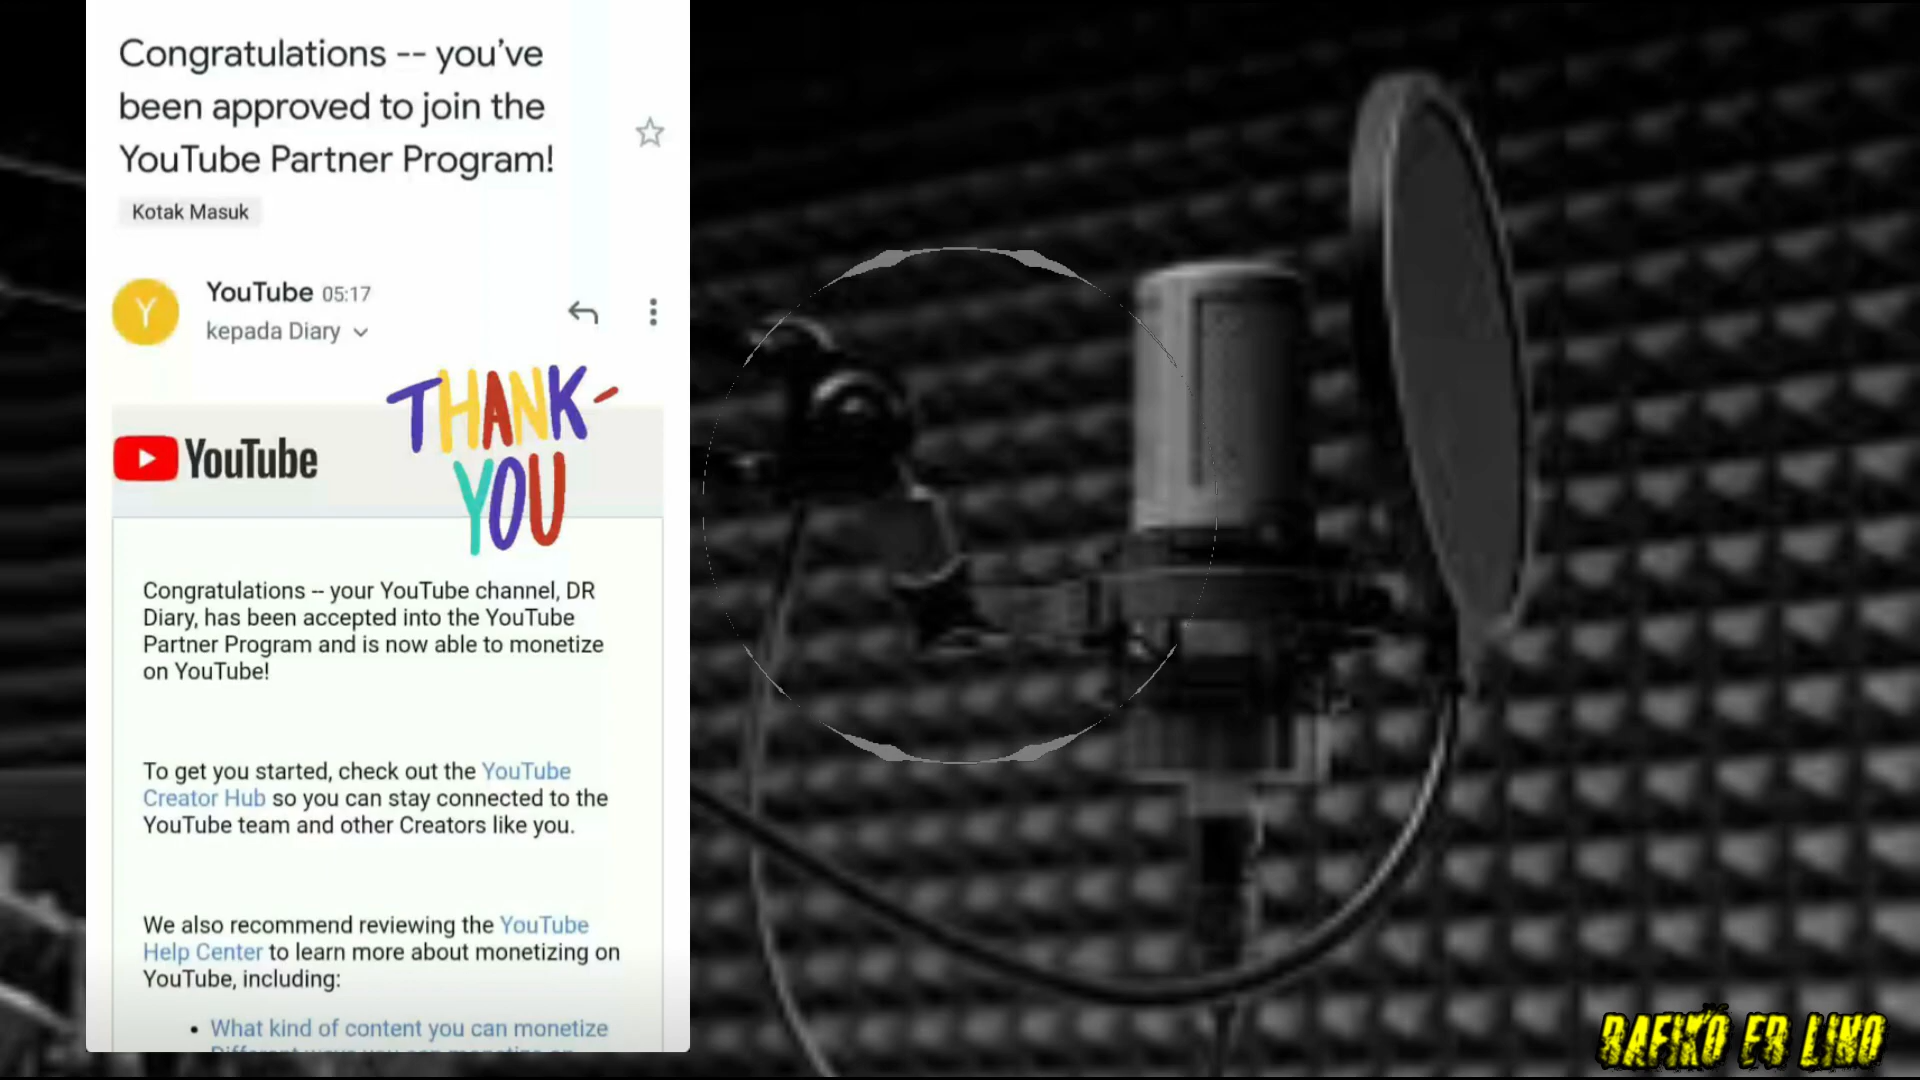 Congratulations -- you've
been approved to join the
YouTube Partner Program!
Kotak Masuk
Y
YouTube 05:17
kepada Diary
THANK-
YOU
YouTube
Congratulations -- your YouTube channel, DR
Diary, has been accepted into the YouTube
Partner Program and is now able to monetize
on YouTube!
To get you started, check out the YouTube
Creator Hub so you can stay connected to the
YouTube team and other Creators like you.
We also recommend reviewing the YouTube
Help Center to learn more about monetizing on
YouTube, including:
• What kind of content you can monetize
LINO